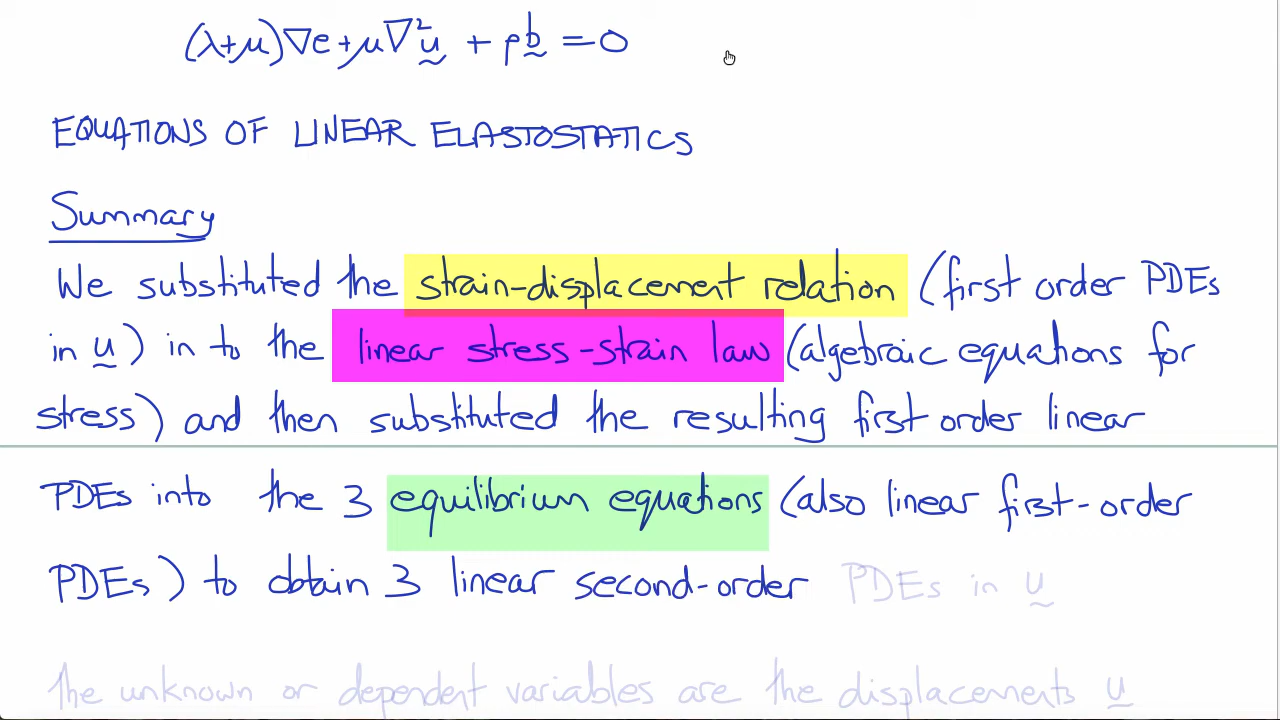 (λ+μ)∇e+μ∇²ṵ + ρb̰ = 0
EQUATIONS OF LINEAR ELASTOSTATICS
Summary
We substituted the strain-displacement relation (first order PDEs
in ṵ) in to the linear stress-strain law (algebraic equations for
stress) and then substituted the resulting first order linear
PDEs into the 3 equilibrium equations (also linear first-order
PDEs) to obtain 3 linear second-order PDEs in ṵ
the unknown or dependent variables are the displacements ṵ